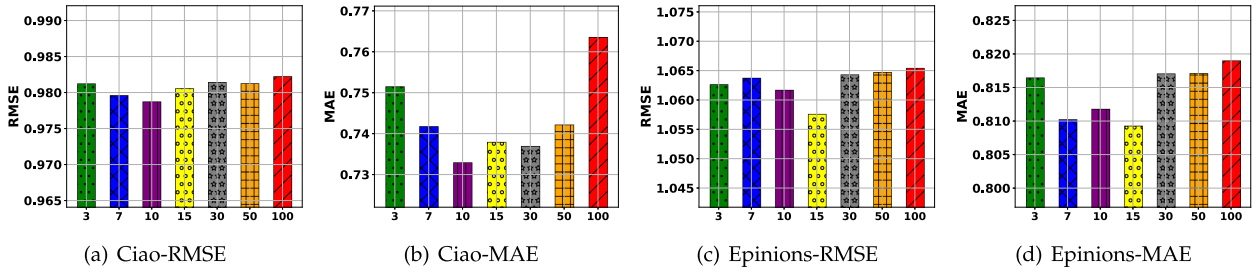 RMSE
0.990
0.985
0.980
0.975
0.970
0.965
3 7 10 15 30 50 100
(a) Ciao-RMSE
MAE
0.76
0.75
0.74
0.73
3 7 10 15 30 50 100
(b) Ciao-MAE
RMSE
1.075
1.070
1.065
1.060
1.055
1.050
1.045
3 7 10 15 30 50 100
(c) Epinions-RMSE
MAE
0.825
0.820
0.815
0.810
0.805
0.800
3 7 10 15 30 50 100
(d) Epinions-MAE